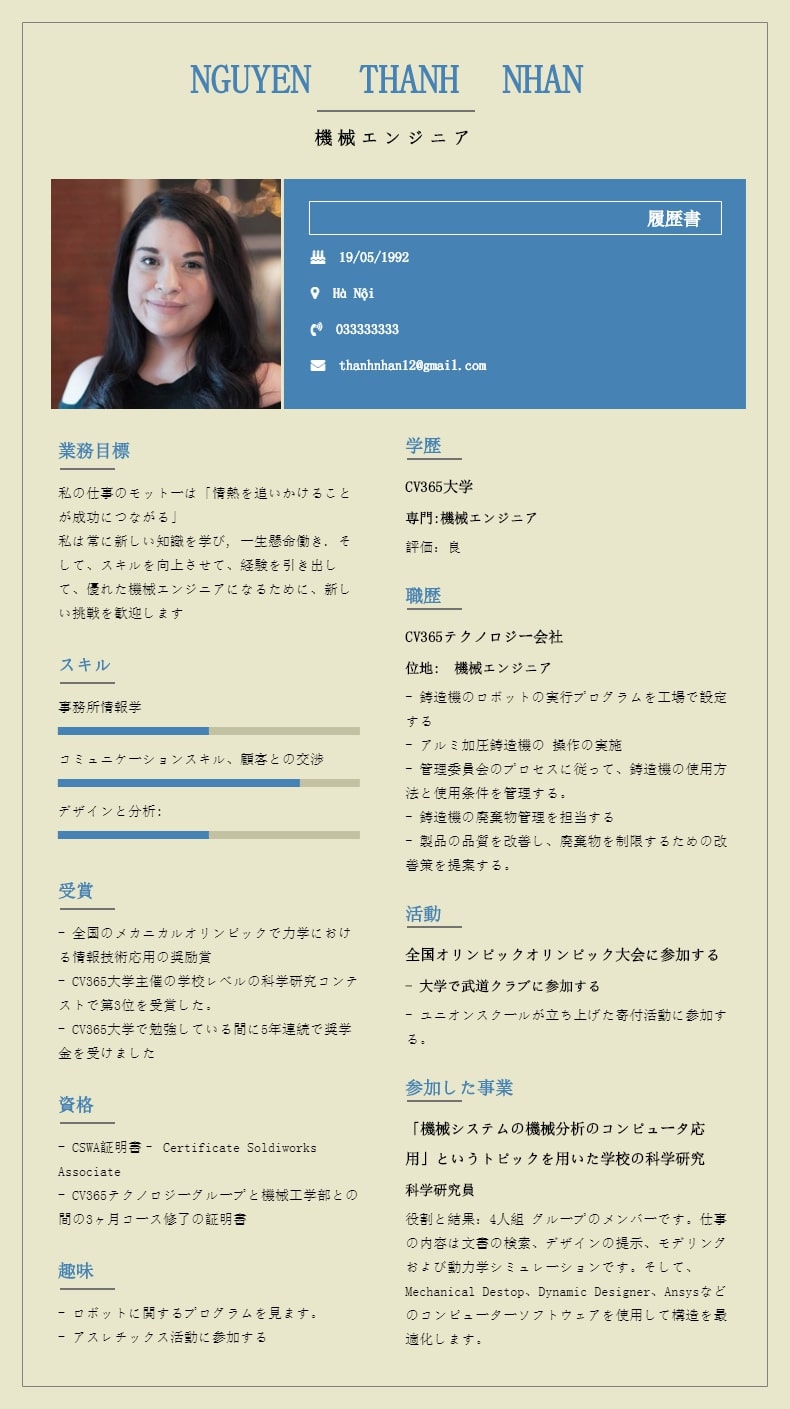 NGUYEN THANH NHAN
機械エンジニア
履歴書
19/05/1992
Hà Nội
033333333
thanhnhan12@gmail.com
業務目標
私の仕事のモットーは「情熱を追いかけること
が成功につながる」
私は常に新しい知識を学び, 一生懸命働き. そ
して、スキルを向上させて、経験を引き出し
て、優れた機械エンジニアになるために、新し
い挑戦を歓迎します
スキル
事務所情報学
コミュニケーションスキル、顧客との交渉
デザインと分析:
受賞
- 全国のメカニカルオリンピックで力学におけ
る情報技術応用の奨励賞
- CV365大学主催の学校レベルの科学研究コンテ
ストで第3位を受賞した。
- CV365大学で勉強している間に5年連続で奨学
金を受けました
資格
- CSWA証明書 - Certificate Soldiworks
Associate
- CV365テクノロジーグループと機械工学部との
間の3ヶ月コース修了の証明書
趣味
- ロボットに関するプログラムを見ます。
- アスレチックス活動に参加する
学歴
CV365大学
専門:機械エンジニア
評価: 良
職歴
CV365テクノロジー会社
位地: 機械エンジニア
- 鋳造機のロボットの実行プログラムを工場で設定
する
- アルミ加圧鋳造機の 操作の実施
- 管理委員会のプロセスに従って、鋳造機の使用方
法と使用条件を管理する。
- 鋳造機の廃棄物管理を担当する
- 製品の品質を改善し、廃棄物を制限するための改
善策を提案する。
活動
全国オリンピックオリンピック大会に参加する
- 大学で武道クラブに参加する
- ユニオンスクールが立ち上げた寄付活動に参加す
る。
参加した事業
「機械システムの機械分析のコンピュータ応
用」というトピックを用いた学校の科学研究
科学研究員
役割と結果: 4人組 グループのメンバーです。仕事
の内容は文書の検索、デザインの提示、モデリング
および動力学シミュレーションです。そして、
Mechanical Destop、Dynamic Designer、Ansysなど
のコンピューターソフトウェアを使用して構造を最
適化します。